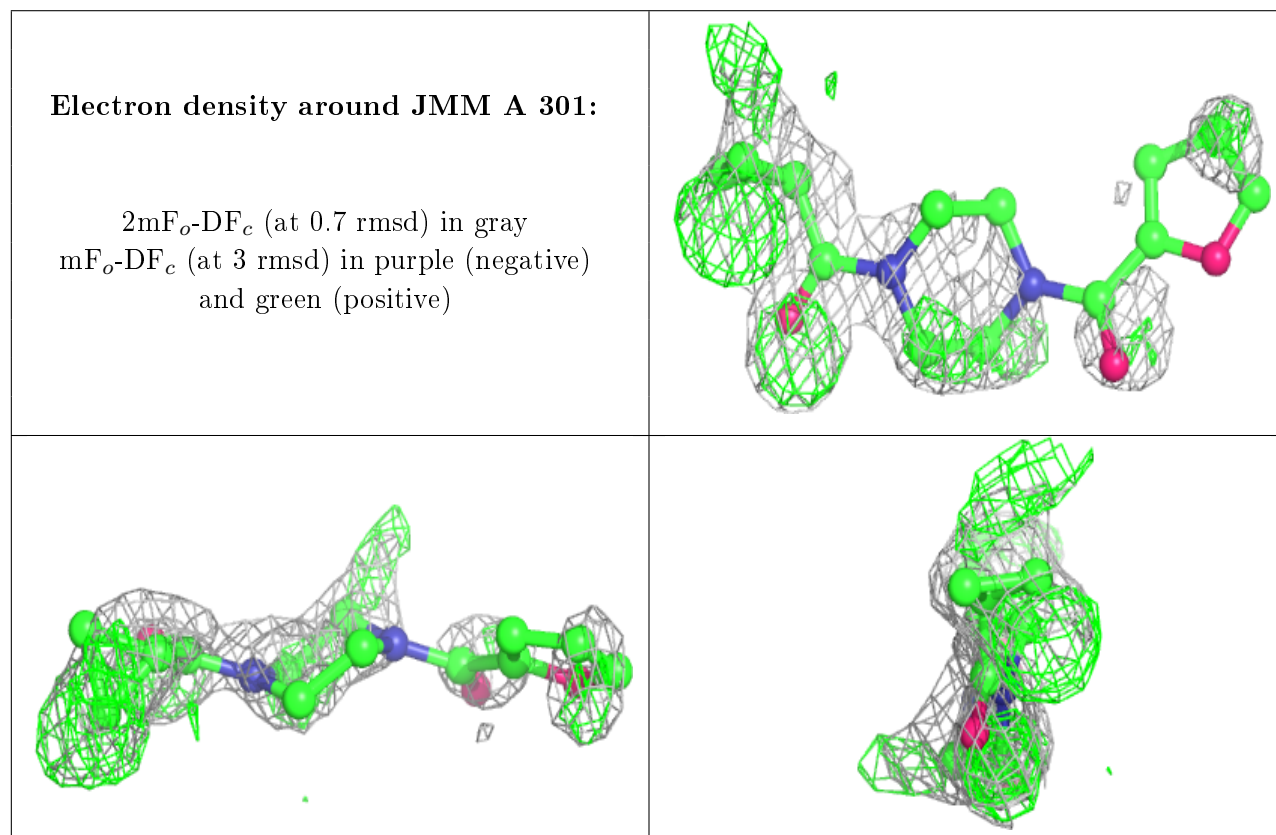 Electron density around JMM A 301:
2mFo-DFc (at 0.7 rmsd) in gray
mFo-DFc (at 3 rmsd) in purple (negative)
and green (positive)